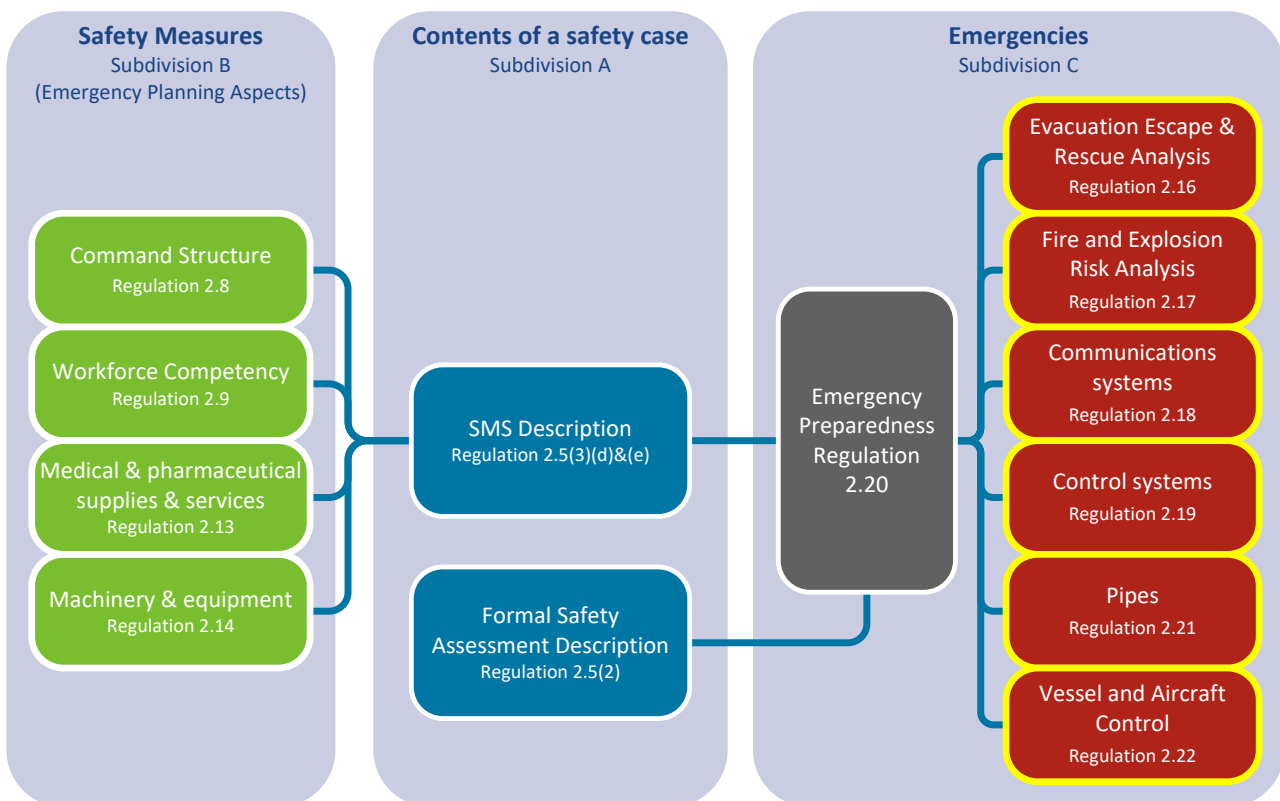 Safety Measures
Subdivision B
(Emergency Planning Aspects)
Command Structure
Regulation 2.8
Workforce Competency
Regulation 2.9
Medical & pharmaceutical
supplies & services
Regulation 2.13
Machinery & equipment
Regulation 2.14
Contents of a safety case
Subdivision A
SMS Description
Regulation 2.5(3)(d)&(e)
Formal Safety
Assessment Description
Regulation 2.5(2)
Emergencies
Subdivision C
Emergency
Preparedness
Regulation
2.20
Evacuation Escape &
Rescue Analysis
Regulation 2.16
Fire and Explosion
Risk Analysis
Regulation 2.17
Communications
systems
Regulation 2.18
Control systems
Regulation 2.19
Pipes
Regulation 2.21
Vessel and Aircraft
Control
Regulation 2.22